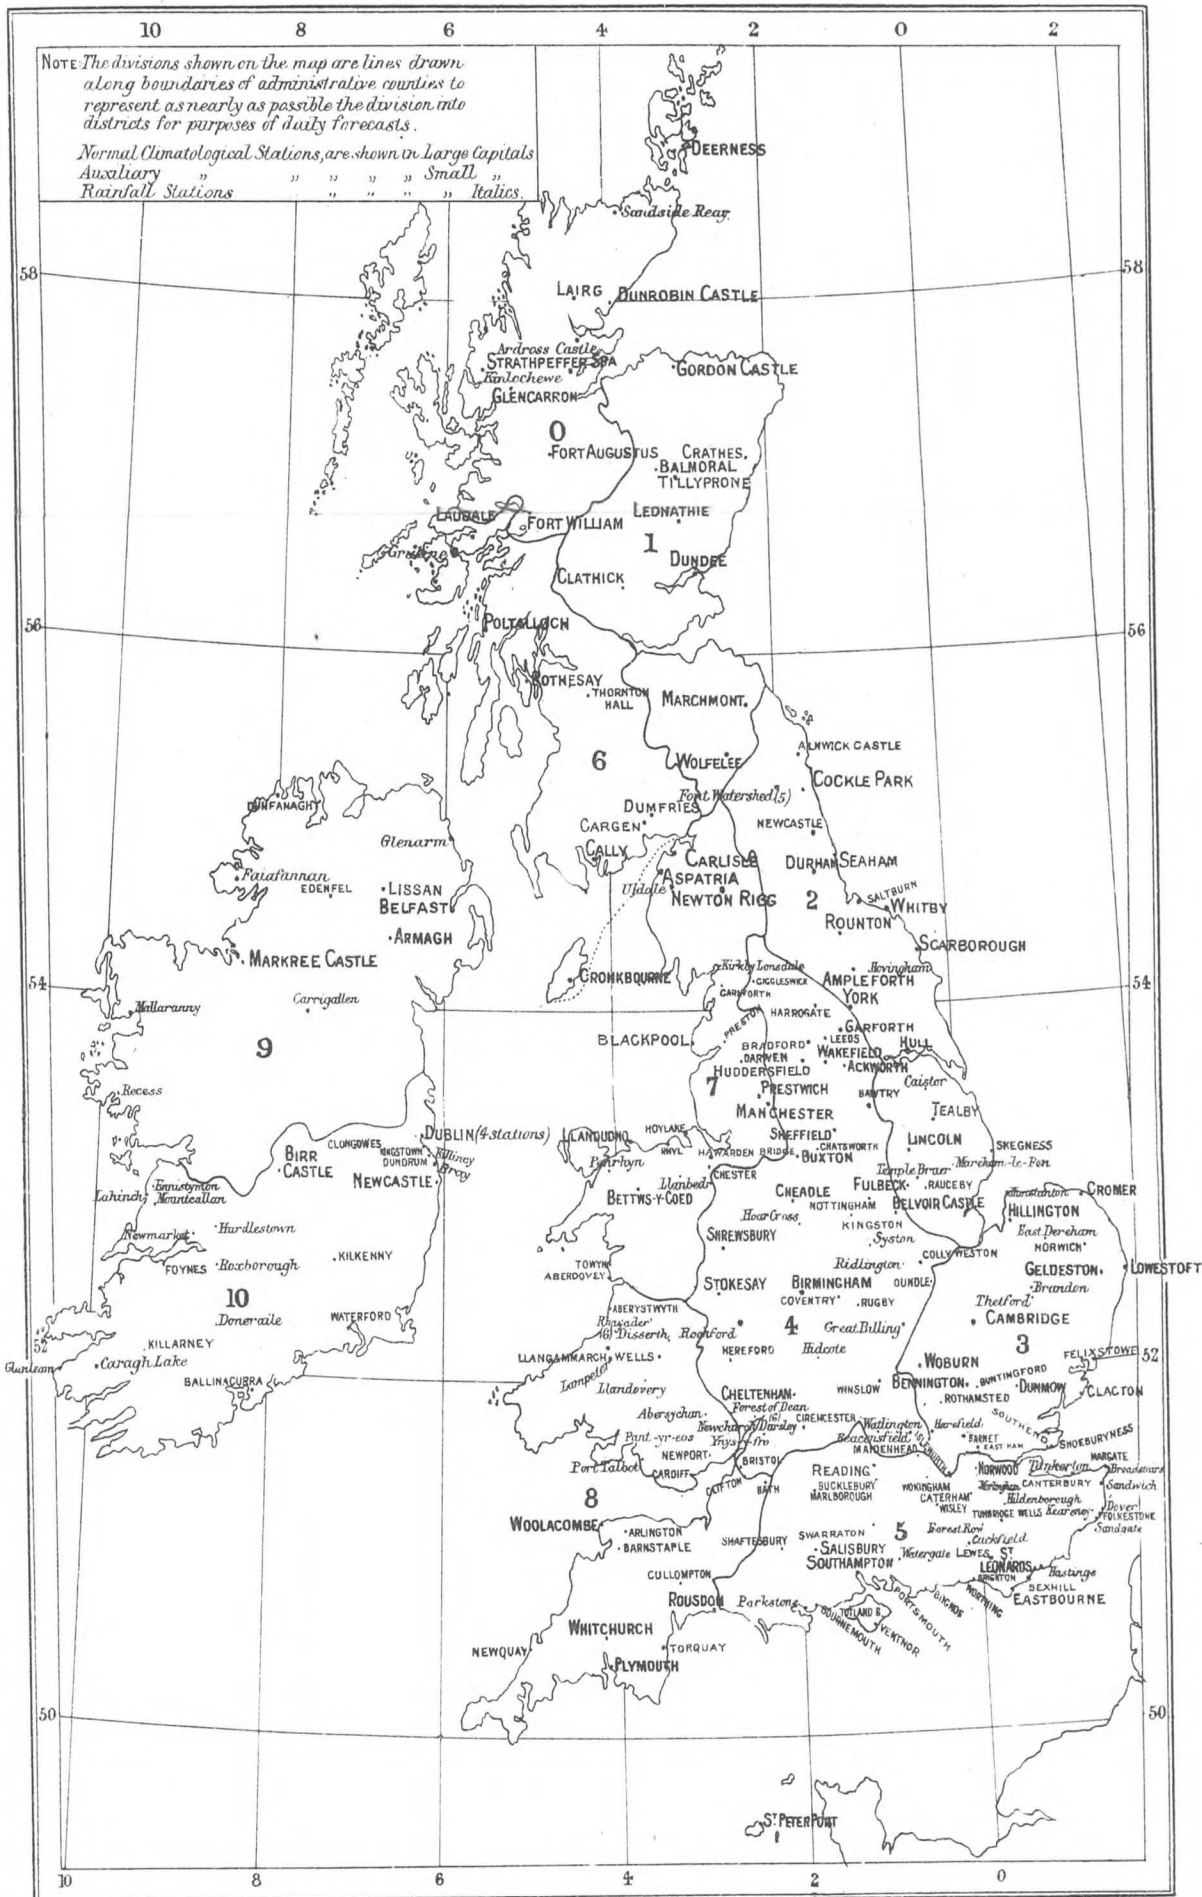 10 8 6 4 2 0 2
NOTE: The divisions shown on the map are lines drawn
along boundaries of administrative counties to
represent as nearly as possible the division into
districts for purposes of daily forecasts.
Normal Climatological Stations, are shown in Large Capitals
Auxiliary " " " " " Small "
Rainfall Stations " " " " Italics.
DEERNESS
Sandside Reay
58
58
LAIRG
DUNROBIN CASTLE
Ardross Castle
STRATHPEFFER SPA
Kinlochewe
GLENCARRON
GORDON CASTLE
0
FORT AUGUSTUS
CRATHES
BALMORAL
TILLYPRONE
LAUDALE
FORT WILLIAM
LEDNATHIE
1
DUNDEE
CLATHICK
56
56
POLTALLOCH
ROTHESAY
THORNTON
HALL
MARCHMONT
6
WOLFELEE
ALNWICK CASTLE
COCKLE PARK
Font Watershed (5)
DUNFANAGHY
DUMFRIES
CARGEN
NEWCASTLE
Glenarm
CALLY
CARLISLE
ASPATRIA
DURHAM
SEAHAM
EDENFEL
LISSAN
BELFAST
NEWTON RIGG
2
SALTBURN
WHITBY
ROUNTON
ARMAGH
SCARBOROUGH
MARKREE CASTLE
CRONKBOURNE
Kirkby Lonsdale
Hovingham
GIGGLESWICK
AMPLEFORTH
54
54
Mallaranny
Carrigallen
YORK
PRESTON
HARROGATE
GARFORTH
9
BLACKPOOL
BRADFORD
LEEDS
HULL
DARWEN
WAKEFIELD
HUDDERSFIELD
ACKWORTH
7
Recess
PRESTWICH
BAWTRY
Caistor
MANCHESTER
TEALBY
DUBLIN (4 stations)
LLANDUDNO
HOYLAKE
SHEFFIELD
LINCOLN
SKEGNESS
CLONGOWES
BIRR
CASTLE
KINGSTOWN
DUNDRUM
Killiney
Bray
NEWCASTLE
Penrhyn
RHYL
HAWARDEN BRIDGE
CHATSWORTH
BUXTON
CHESTER
Temple Bruer
Marcham-le-Fen
Llanbedr
BETTWS-Y-COED
CHEADLE
FULBECK
RAUCEBY
NOTTINGHAM
BELVOIR CASTLE
Hunstanton
CROMER
HILLINGTON
Ennistymon
Lahinch
Mountcallan
Hoar Cross
KINGSTON
Syston
East Dereham
NORWICH
Newmarket
Hurdlestown
SHREWSBURY
COLLYWESTON
KILKENNY
FOYNES
Roxborough
TOWYN
ABERDOVEY
Ridlington
GELDESTON
LOWESTOFT
STOKESAY
BIRMINGHAM
OUNDLE
Brandon
10
COVENTRY
RUGBY
Thetford
Doneraile
WATERFORD
ABERYSTWYTH
Rhayader
(6) Disserth
Rochford
4
Great Billing
CAMBRIDGE
3
52
52
KILLARNEY
HEREFORD
Hidcote
FELIXSTOWE
Caragh Lake
LLANGAMMARCH WELLS
WOBURN
BUNTINGFORD
BALLINACURRA
Lampeter
Llandovery
CHELTENHAM
WINSLOW
BENNINGTON
DUNMOW
CLACTON
ROTHAMSTED
Forest of Dean
(6)
Abersychan
CIRENCESTER
Watlington
Harefield
SOUTHEND
Newchurch
Dursley
Pant-yr-eos
Ynys-y-fro
Beaconsfield
BARNET
EAST HAM
SHOEBURYNESS
NEWPORT
BRISTOL
MAIDENHEAD
ISLEWORTH
MARGATE
Port Talbot
CARDIFF
READING
NORWOOD
Tankerton
Broadstairs
CLIFTON
BATH
BUCKLEBURY
WOKINGHAM
CANTERBURY
Sandwich
8
MARLBOROUGH
CATERHAM
Hildenborough
WISLEY
Dover
WOOLACOMBE
TUNBRIDGE WELLS
Kearsney
FOLKESTONE
5
ARLINGTON
SWARRATON
Forest Row
Sandgate
BARNSTAPLE
SHAFTESBURY
SALISBURY
Cuckfield
SOUTHAMPTON
Watergate
LEWES
ST
LEONARDS
Hastings
CULLOMPTON
BRIGHTON
BEXHILL
ROUSDON
Parkstone
TOTLAND B.
PORTSMOUTH
BOGNOR
WORTHING
EASTBOURNE
WHITCHURCH
BOURNEMOUTH
VENTNOR
NEWQUAY
TORQUAY
PLYMOUTH
50
50
ST PETER PORT
10 8 6 4 2 0